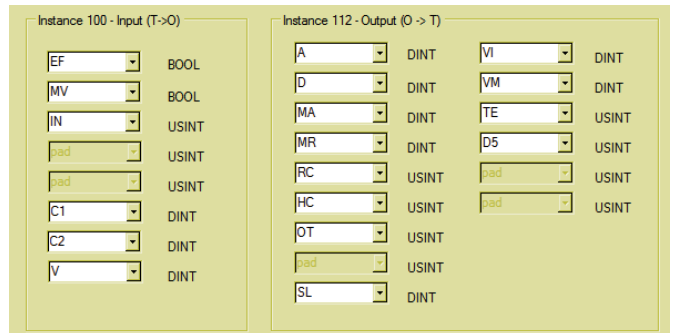 Instance 100 - Input (T->O)
EF BOOL
MV BOOL
IN USINT
pad USINT
pad USINT
C1 DINT
C2 DINT
V DINT
Instance 112 - Output (O -> T)
A DINT
D DINT
MA DINT
MR DINT
RC USINT
HC USINT
OT USINT
pad USINT
SL DINT
VI DINT
VM DINT
TE USINT
D5 USINT
pad USINT
pad USINT